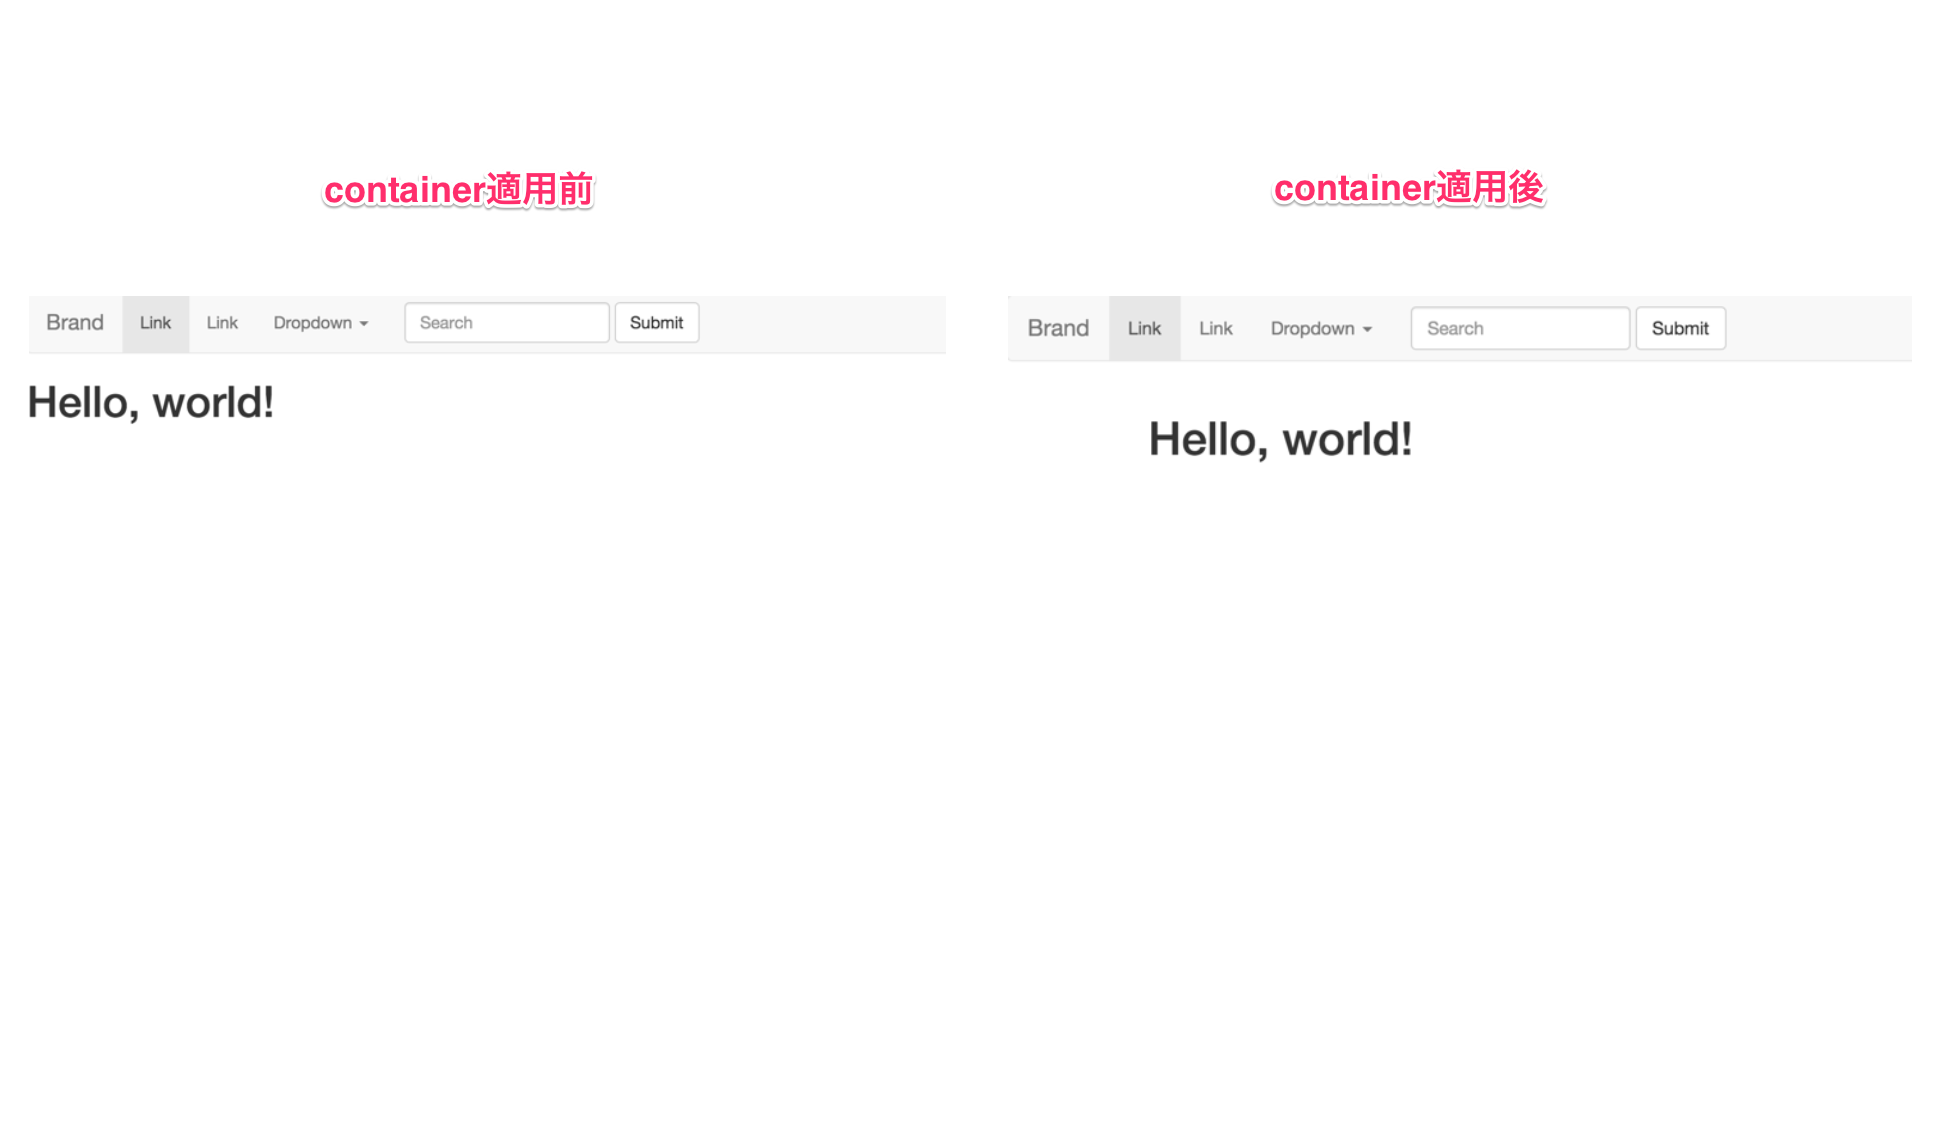 container適用前
Brand Link Link Dropdown Search Submit
Hello, world!
container適用後
Brand Link Link Dropdown Search Submit
Hello, world!